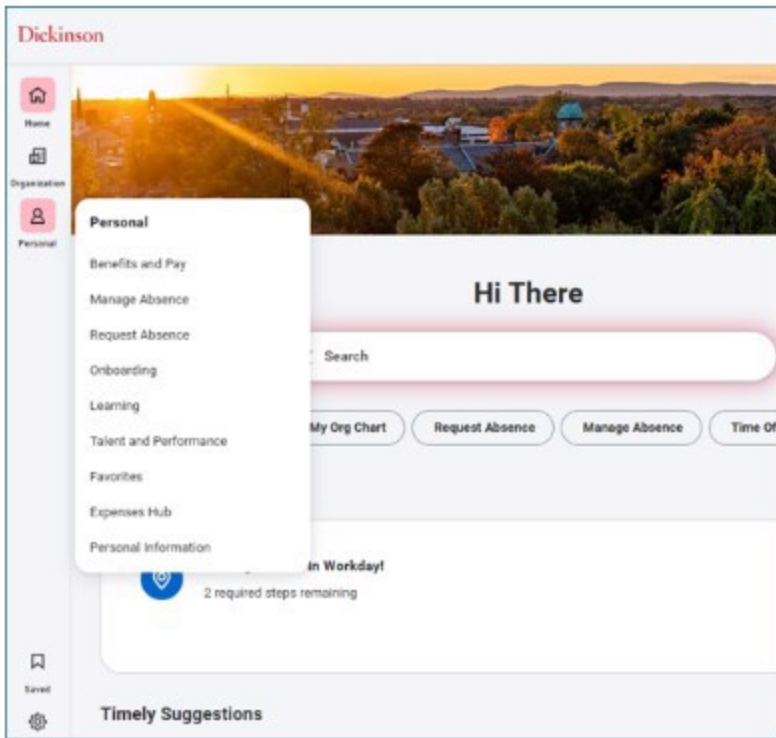 Dickinson
Home
Organization
Personal
Personal
Benefits and Pay
Manage Absence
Request Absence
Onboarding
Learning
Talent and Performance
Favorites
Expenses Hub
Personal Information
Hi There
Search
My Org Chart
Request Absence
Manage Absence
Time Of
in Workday!
2 required steps remaining
Saved
Timely Suggestions